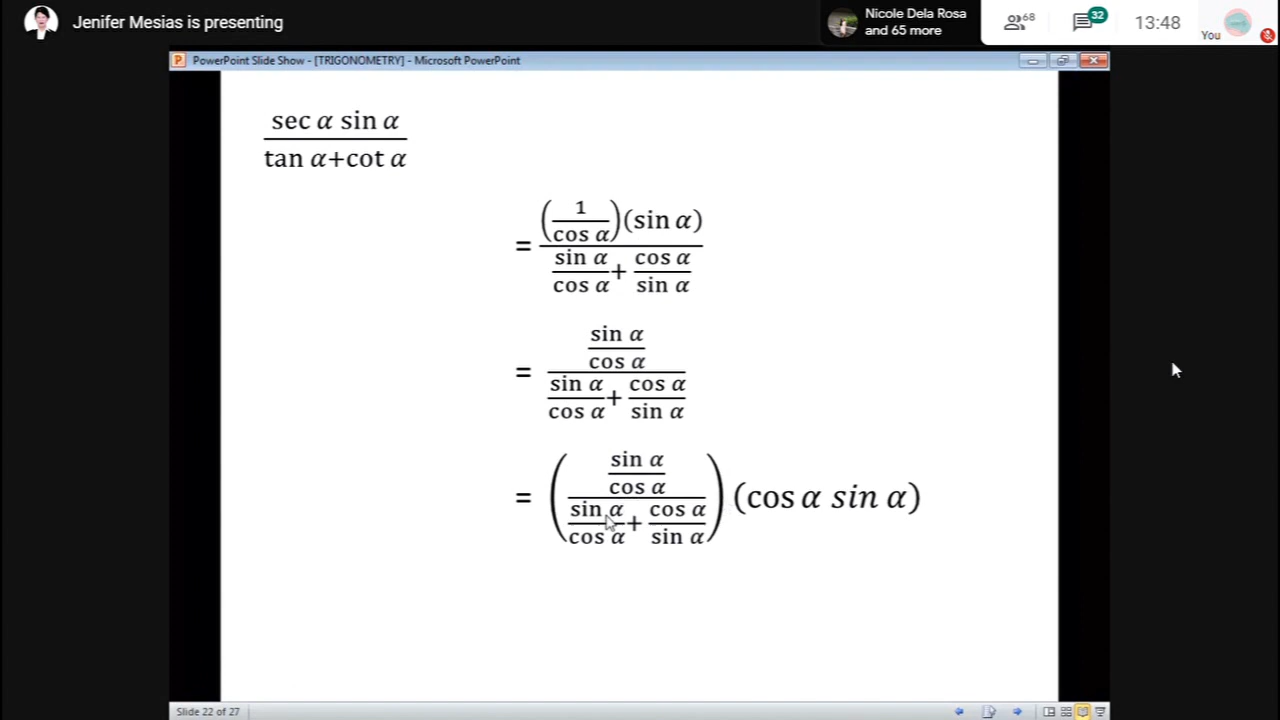 Jenifer Mesias is presenting
Nicole Dela Rosa
and 65 more
68
32
13:48
You
PowerPoint Slide Show - [TRIGONOMETRY] - Microsoft PowerPoint
sec α sin α
tan α+cot α
= (1/cos α)(sin α)
sin α/cos α + cos α/sin α
= sin α/cos α
sin α/cos α + cos α/sin α
= ( sin α/cos α
sin α/cos α + cos α/sin α ) (cos α sin α)
Slide 22 of 27